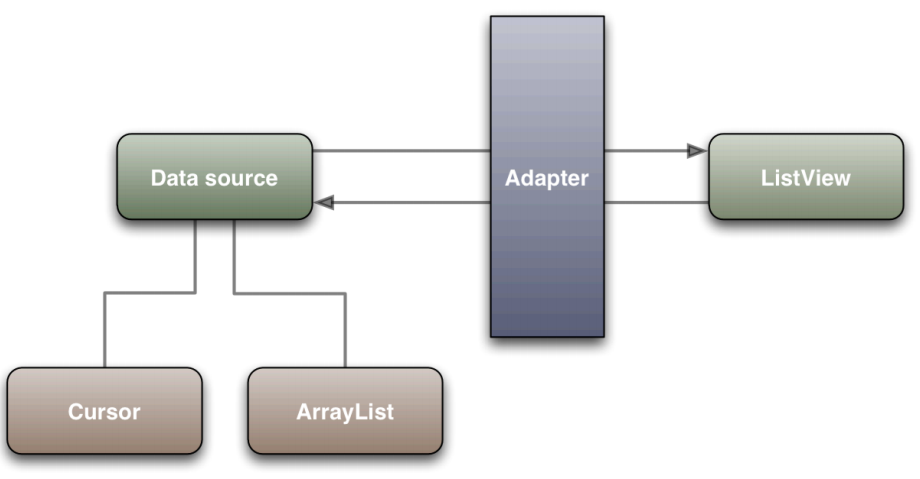 Data source
Adapter
ListView
Cursor
ArrayList